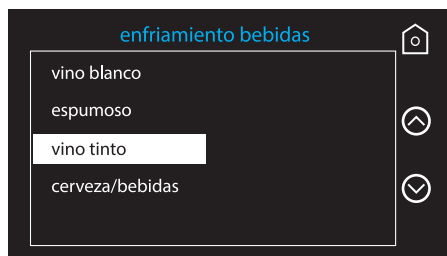 enfriamiento bebidas
vino blanco
espumoso
vino tinto
cerveza/bebidas